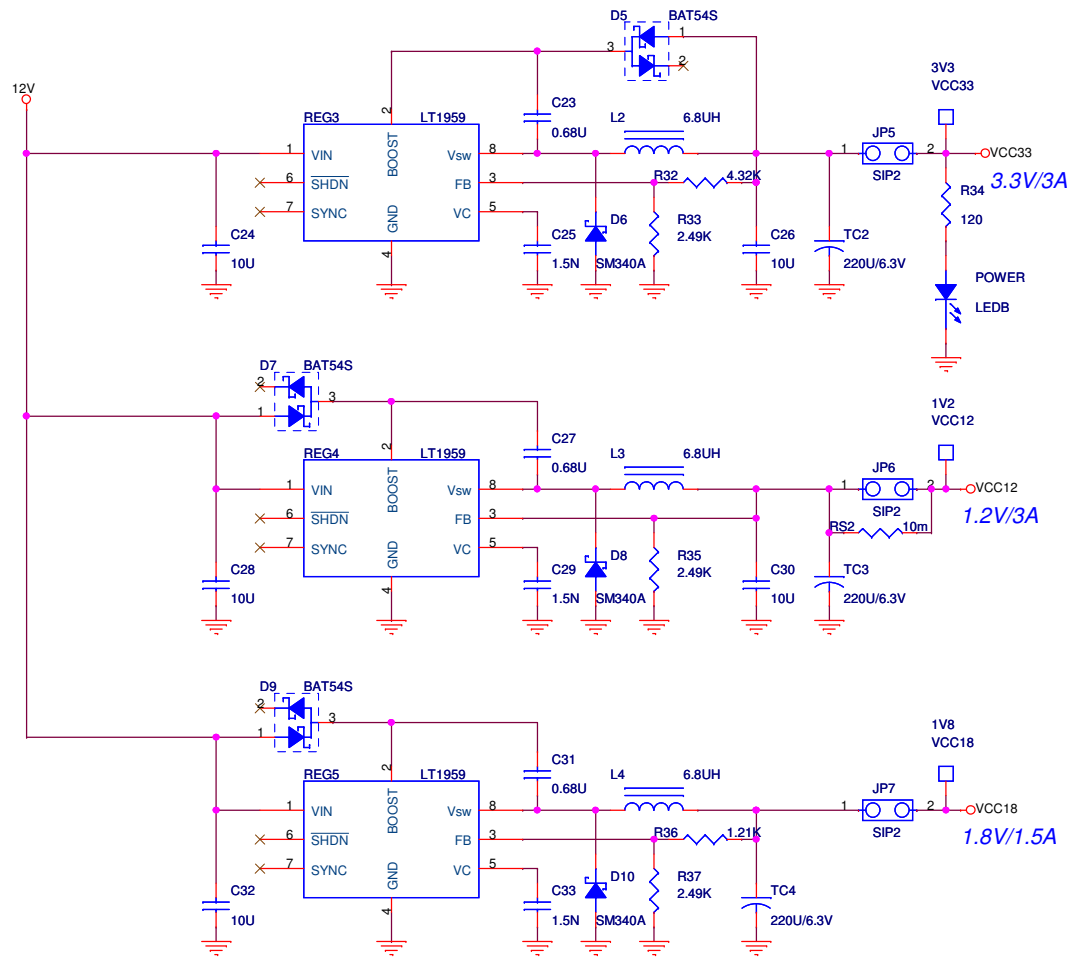 D5 BAT54S
1
3
2
12V
3V3
VCC33
REG3 LT1959
2
C23
0.68U
L2 6.8UH
JP5
1 VIN
BOOST
Vsw 8
1 2
VCC33
SIP2
6 SHDN
FB 3
R32 4.32K
3.3V/3A
7 SYNC
GND
VC 5
R34
120
C24
10U
4
C25
1.5N
D6
SM340A
R33
2.49K
C26
10U
TC2
220U/6.3V
POWER
LEDB
D7 BAT54S
2
1
3
1V2
VCC12
REG4 LT1959
2
C27
0.68U
L3 6.8UH
JP6
1 VIN
BOOST
Vsw 8
1 2
VCC12
SIP2
6 SHDN
FB 3
1.2V/3A
RS2 10m
7 SYNC
GND
VC 5
C28
10U
4
C29
1.5N
D8
SM340A
R35
2.49K
C30
10U
TC3
220U/6.3V
D9 BAT54S
2
1
3
1V8
VCC18
REG5 LT1959
2
C31
0.68U
L4 6.8UH
JP7
1 VIN
BOOST
Vsw 8
1 2
VCC18
SIP2
6 SHDN
FB 3
R36 1.21K
1.8V/1.5A
7 SYNC
GND
VC 5
C32
10U
4
C33
1.5N
D10
SM340A
R37
2.49K
TC4
220U/6.3V